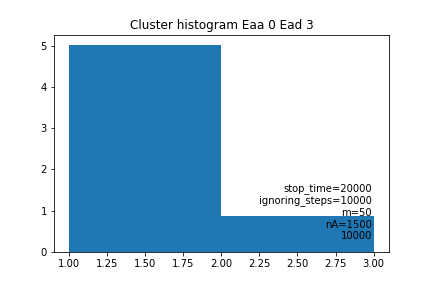 Cluster histogram Eaa 0 Ead 3
5
4
3
2
1
0
stop_time=20000
ignoring_steps=10000
m=50
nA=1500
10000
1.00 1.25 1.50 1.75 2.00 2.25 2.50 2.75 3.00